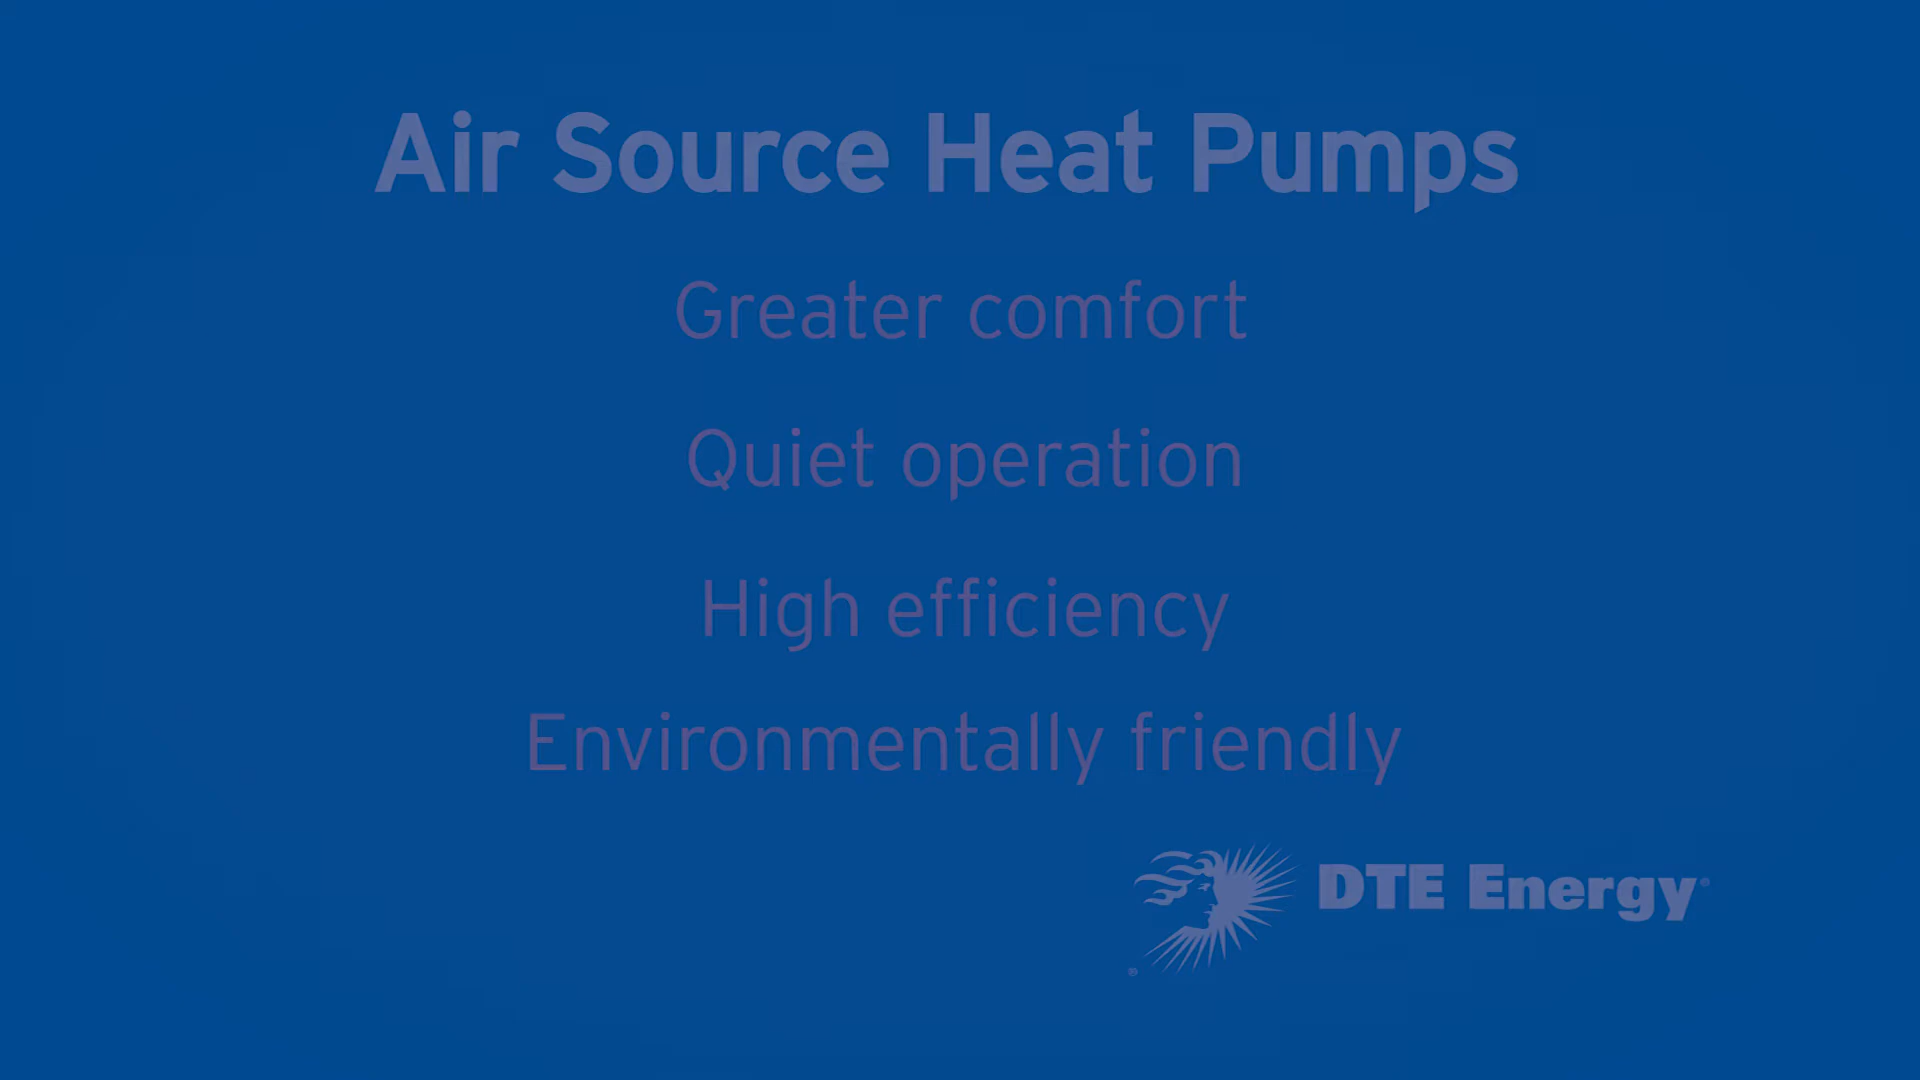 Air Source Heat Pumps
Greater comfort
Quiet operation
High efficiency
Environmentally friendly
DTE Energy®
®